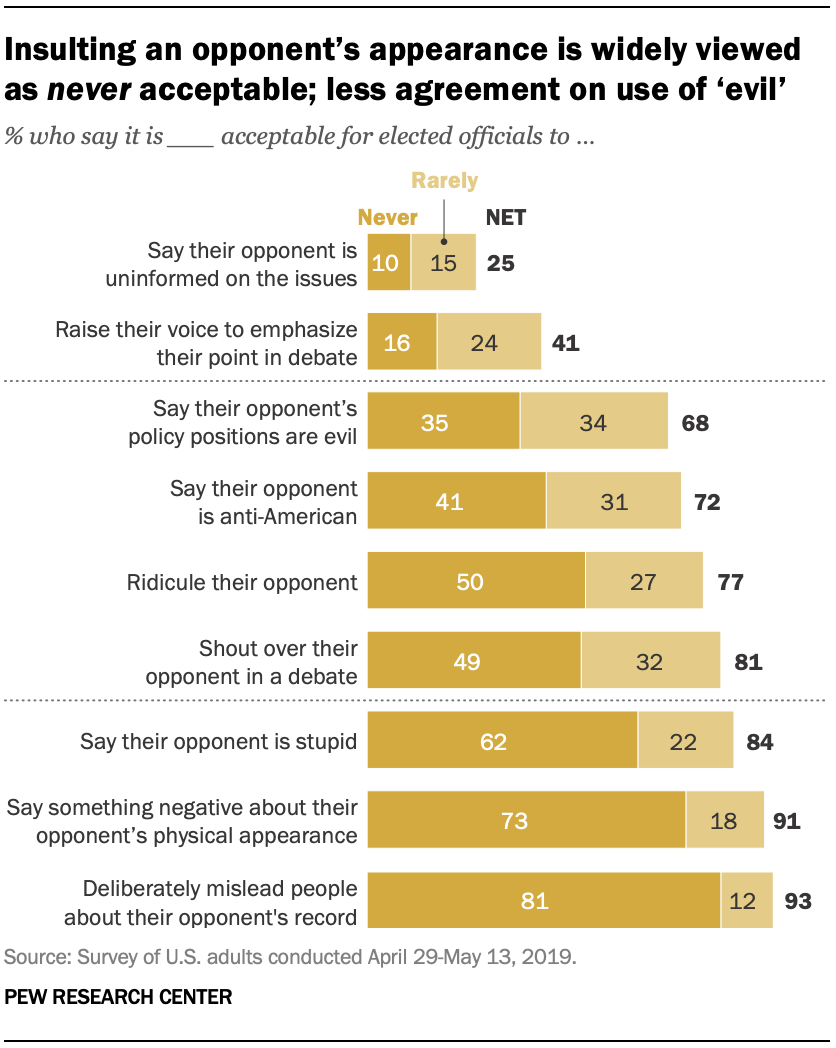 Insulting an opponent’s appearance is widely viewed
as never acceptable; less agreement on use of ‘evil’
% who say it is ___ acceptable for elected officials to ...
Rarely
Never NET
Say their opponent is
uninformed on the issues
10 15 25
Raise their voice to emphasize
their point in debate
16 24 41
Say their opponent’s
policy positions are evil
35 34 68
Say their opponent
is anti-American
41 31 72
Ridicule their opponent 50 27 77
Shout over their
opponent in a debate
49 32 81
Say their opponent is stupid 62 22 84
Say something negative about their
opponent’s physical appearance
73 18 91
Deliberately mislead people
about their opponent's record
81 12 93
Source: Survey of U.S. adults conducted April 29-May 13, 2019.
PEW RESEARCH CENTER